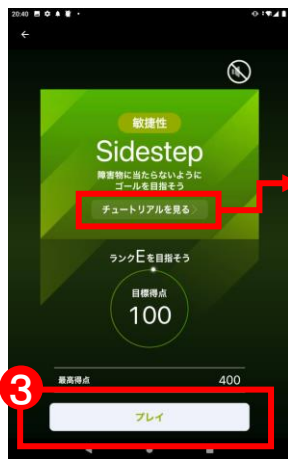 20:40
敏捷性
Sidestep
障害物に当たらないように
ゴールを目指そう
チュートリアルを見る
ランクEを目指そう
目標得点
100
最高得点 400
3
プレイ